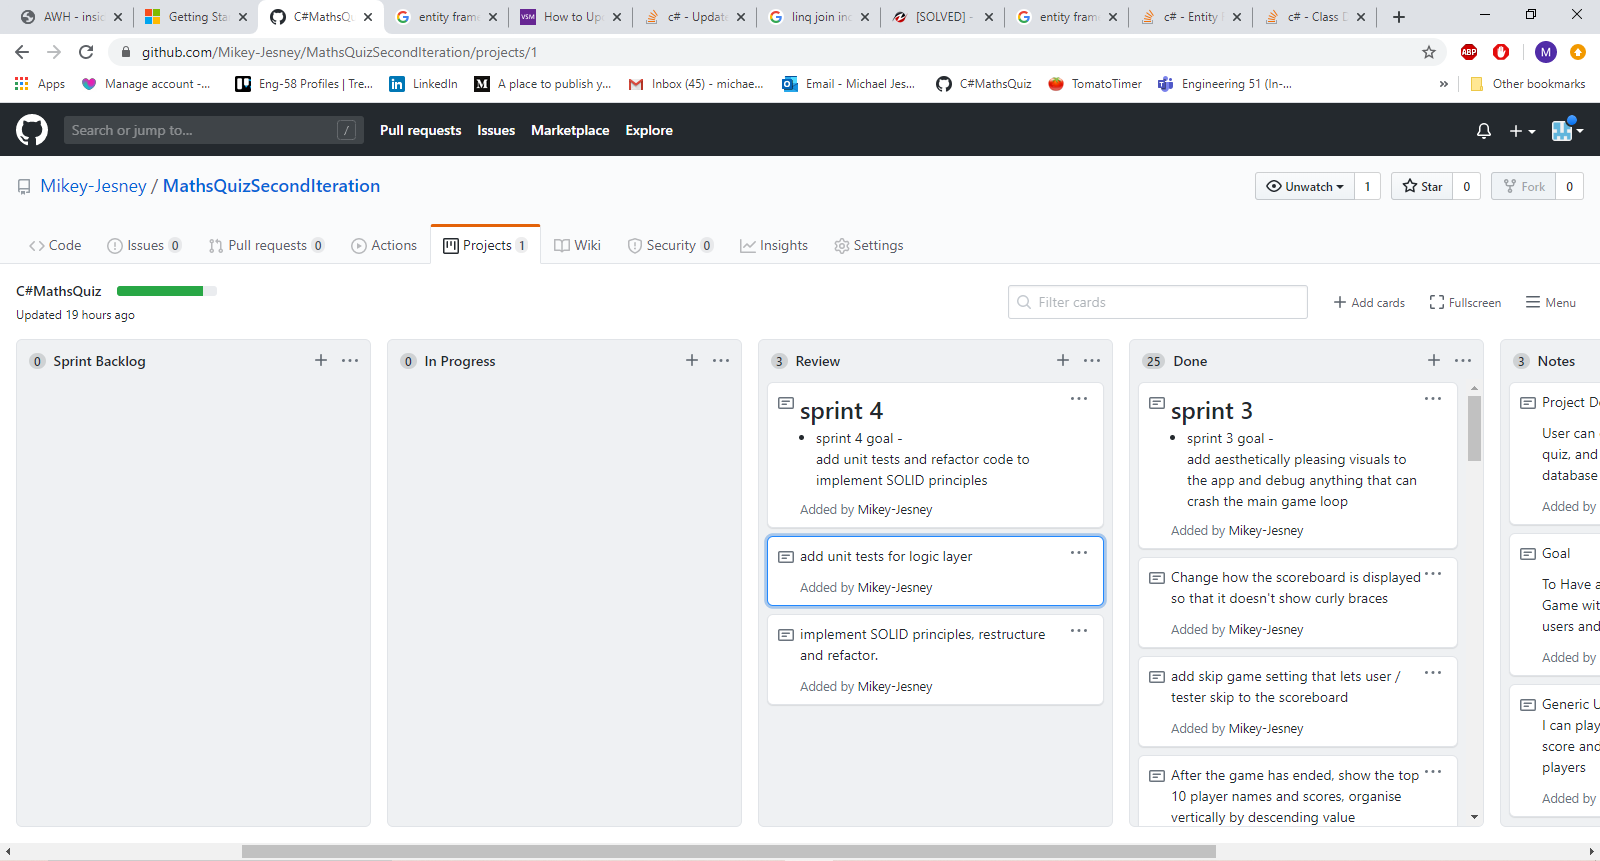 AWH - insi
Getting Sta
C#MathsQu
entity frame
How to Up
c# - Update
linq join inc
[SOLVED] -
entity fram
c# - Entity
c# - Class D
github.com/Mikey-Jesney/MathsQuizSecondIteration/projects/1
ABP
M
Apps
Manage account -...
Eng-58 Profiles | Tre...
LinkedIn
A place to publish y...
Inbox (45) - michae...
Email - Michael Jes...
C#MathsQuiz
TomatoTimer
Engineering 51 (In-...
»
Other bookmarks
Search or jump to...
/
Pull requests
Issues
Marketplace
Explore
Mikey-Jesney / MathsQuizSecondIteration
Unwatch 1
Star 0
Fork 0
Code
Issues 0
Pull requests 0
Actions
Projects 1
Wiki
Security 0
Insights
Settings
C#MathsQuiz
Updated 19 hours ago
Filter cards
Add cards
Fullscreen
Menu
0 Sprint Backlog
0 In Progress
3 Review
sprint 4
sprint 4 goal -
add unit tests and refactor code to
implement SOLID principles
Added by Mikey-Jesney
add unit tests for logic layer
Added by Mikey-Jesney
implement SOLID principles, restructure
and refactor.
Added by Mikey-Jesney
25 Done
sprint 3
sprint 3 goal -
add aesthetically pleasing visuals to
the app and debug anything that can
crash the main game loop
Added by Mikey-Jesney
Change how the scoreboard is displayed
so that it doesn't show curly braces
Added by Mikey-Jesney
add skip game setting that lets user /
tester skip to the scoreboard
Added by Mikey-Jesney
After the game has ended, show the top
10 player names and scores, organise
vertically by descending value
3 Notes
Project De
User can
quiz, and
database
Added by
Goal
To Have a
Game wit
users and
Added by
Generic U
I can play
score and
players
Added by